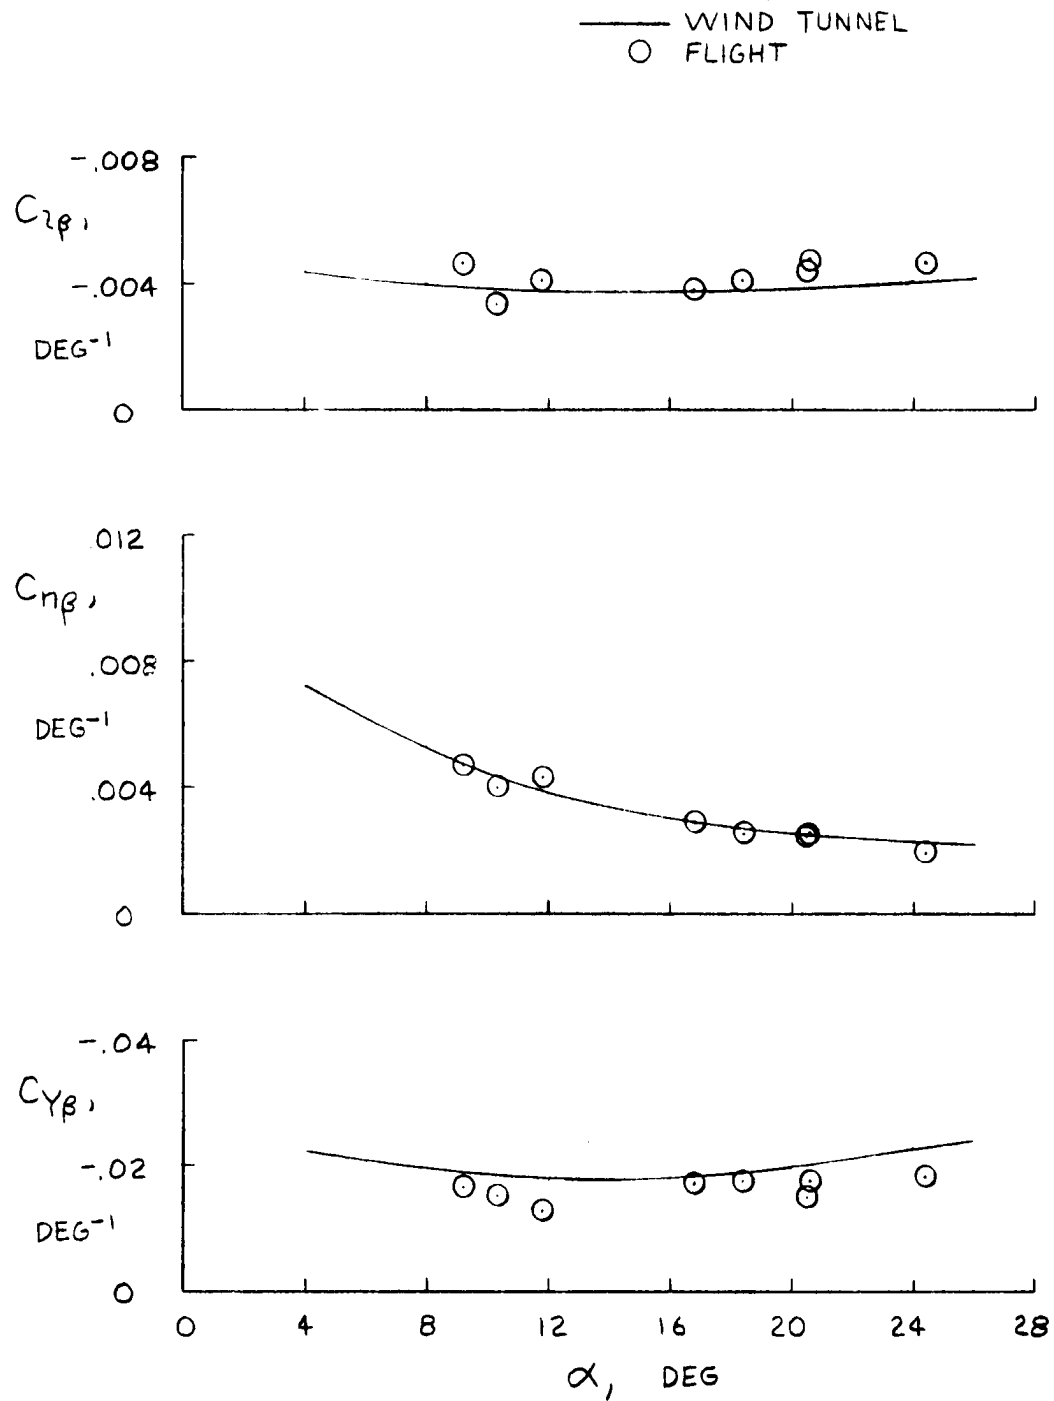 WIND TUNNEL
FLIGHT
-.008
Clβ,
-.004
DEG⁻¹
0
.012
Cnβ,
.008
DEG⁻¹
.004
0
-.04
CYβ,
-.02
DEG⁻¹
0
0 4 8 12 16 20 24 28
α, DEG